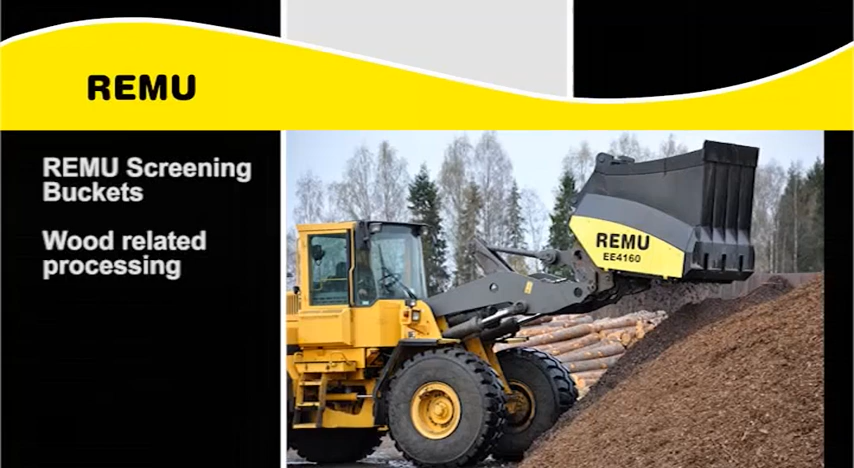 REMU
REMU Screening
Buckets
Wood related
processing
REMU
EE4160